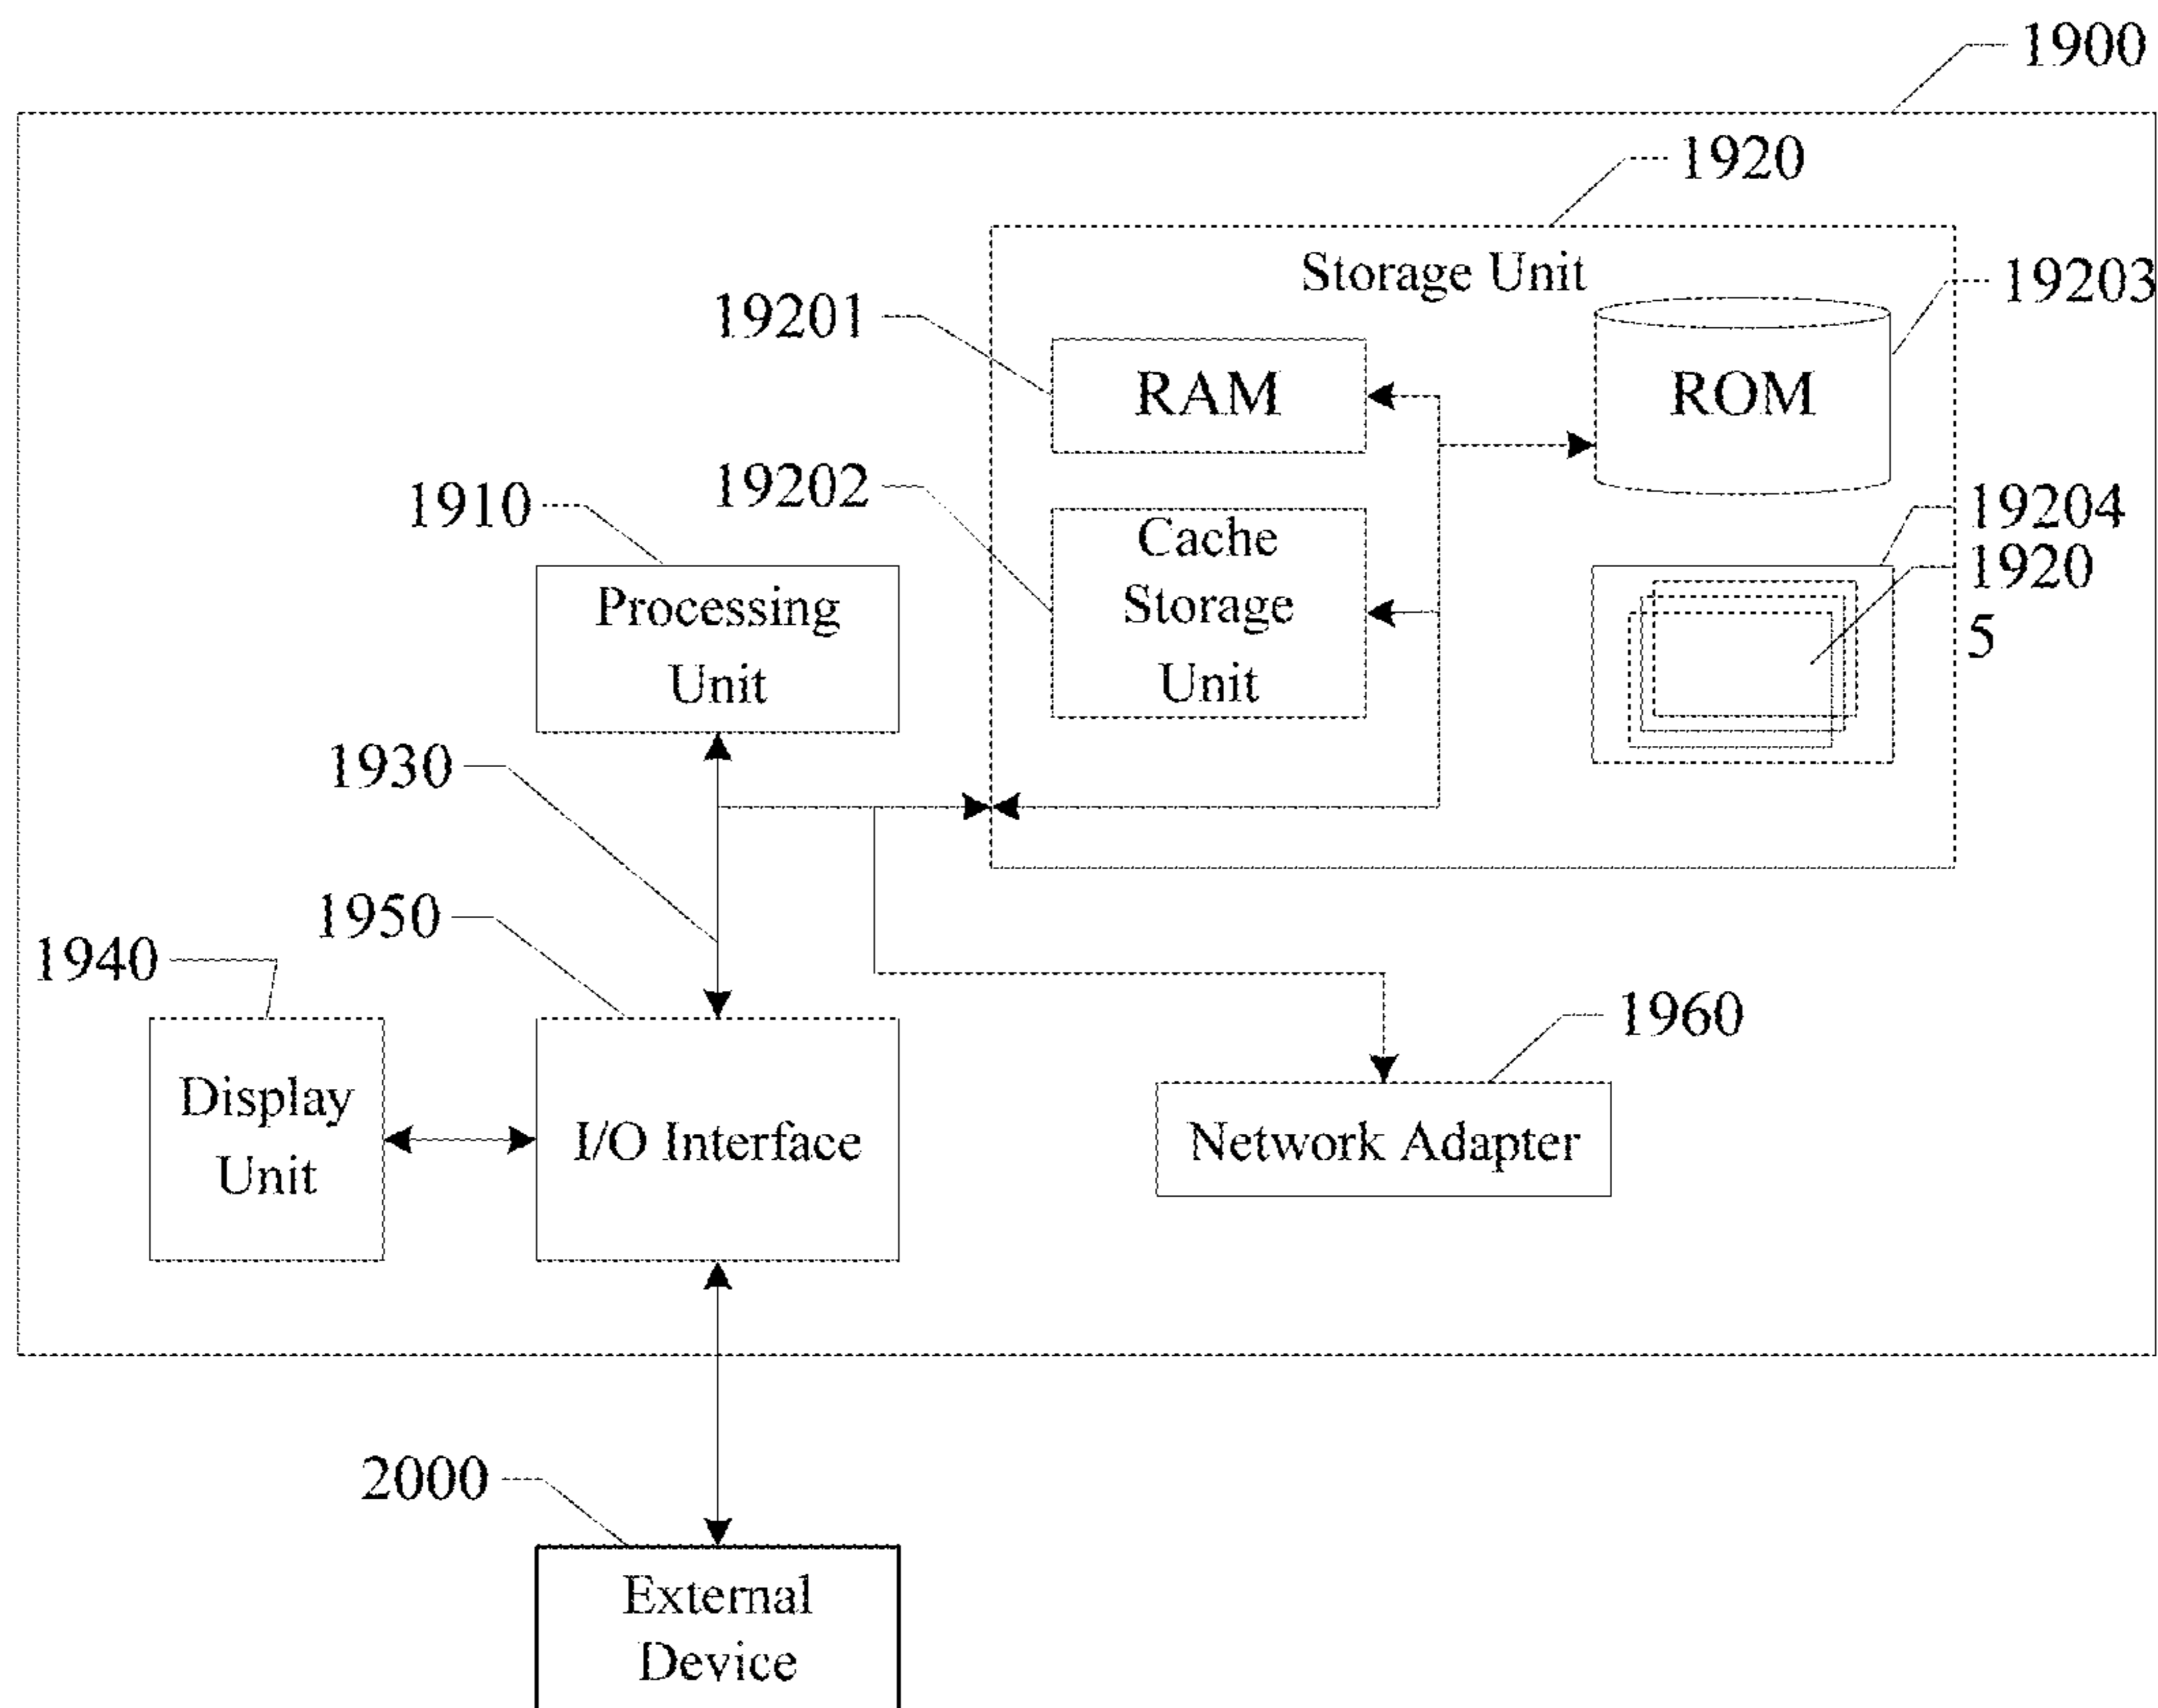 1900
1920
Storage Unit
19203
19201
RAM
ROM
19202
1910
Cache
Storage
Unit
19204
1920
5
Processing
Unit
1930
1950
1940
1960
Display
Unit
I/O Interface
Network Adapter
2000
External
Device